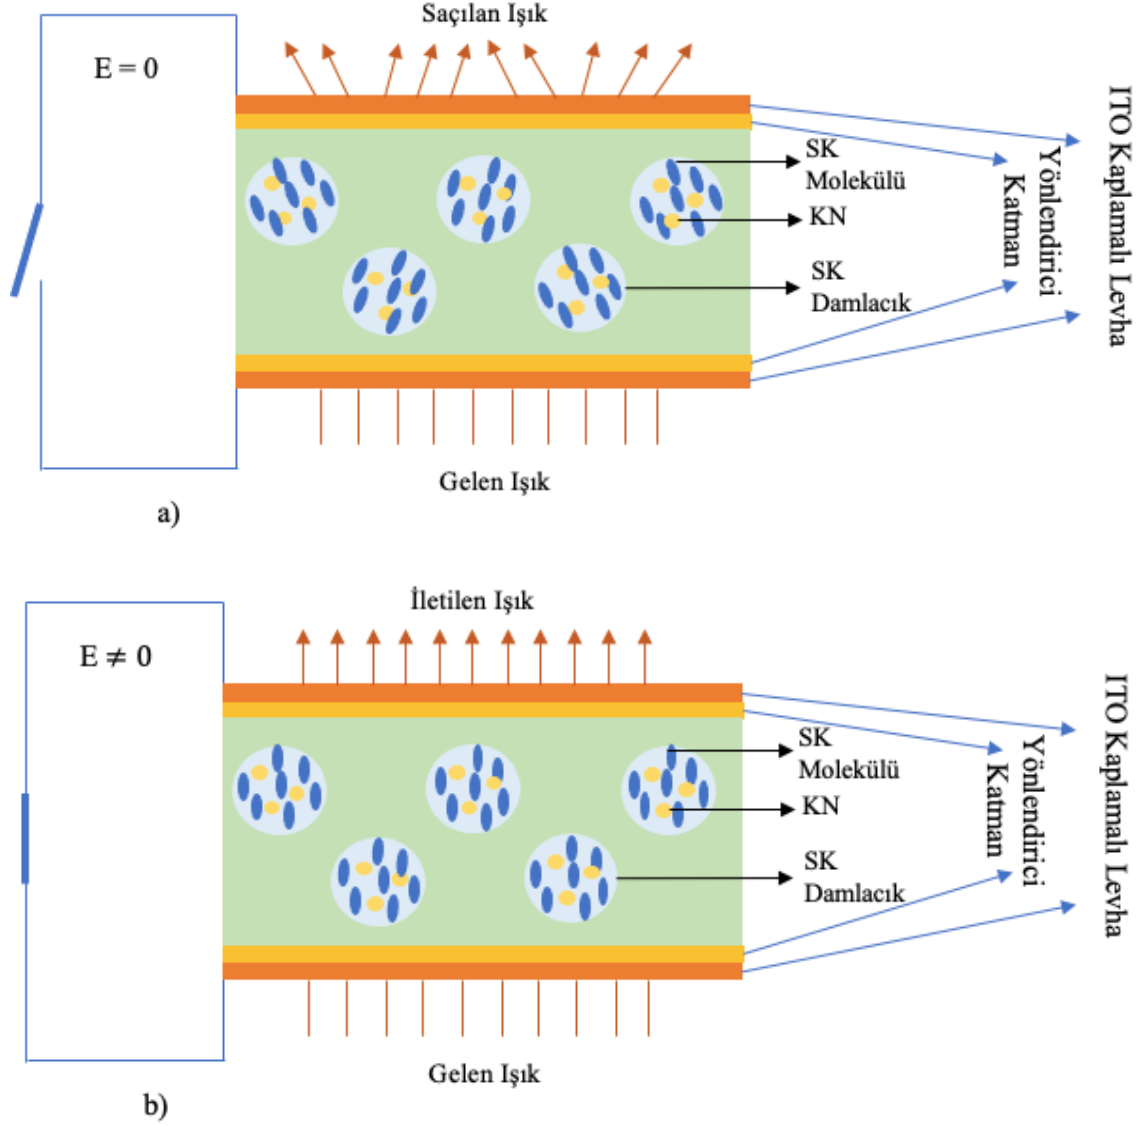 Saçılan Işık
E = 0
SK
Molekülü
KN
SK
Damlacık
Yönlendirici
Katman
ITO Kaplamalı Levha
Gelen Işık
a)
İletilen Işık
E ≠ 0
SK
Molekülü
KN
SK
Damlacık
Yönlendirici
Katman
ITO Kaplamalı Levha
Gelen Işık
b)